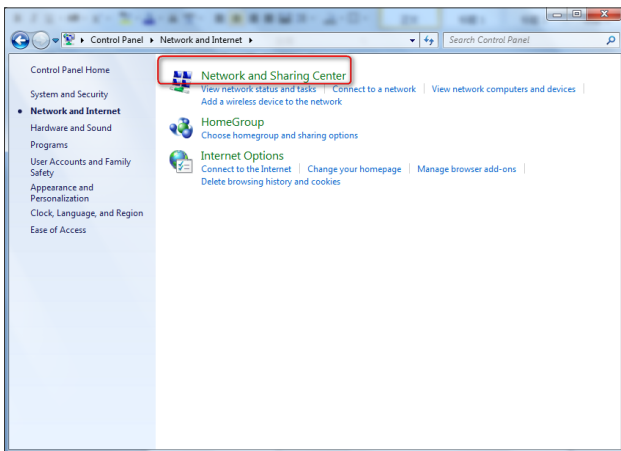 Control Panel ▸ Network and Internet ▸
Search Control Panel
Control Panel Home
System and Security
Network and Internet
Hardware and Sound
Programs
User Accounts and Family
Safety
Appearance and
Personalization
Clock, Language, and Region
Ease of Access
Network and Sharing Center
View network status and tasks | Connect to a network | View network computers and devices |
Add a wireless device to the network
HomeGroup
Choose homegroup and sharing options
Internet Options
Connect to the Internet | Change your homepage | Manage browser add-ons |
Delete browsing history and cookies